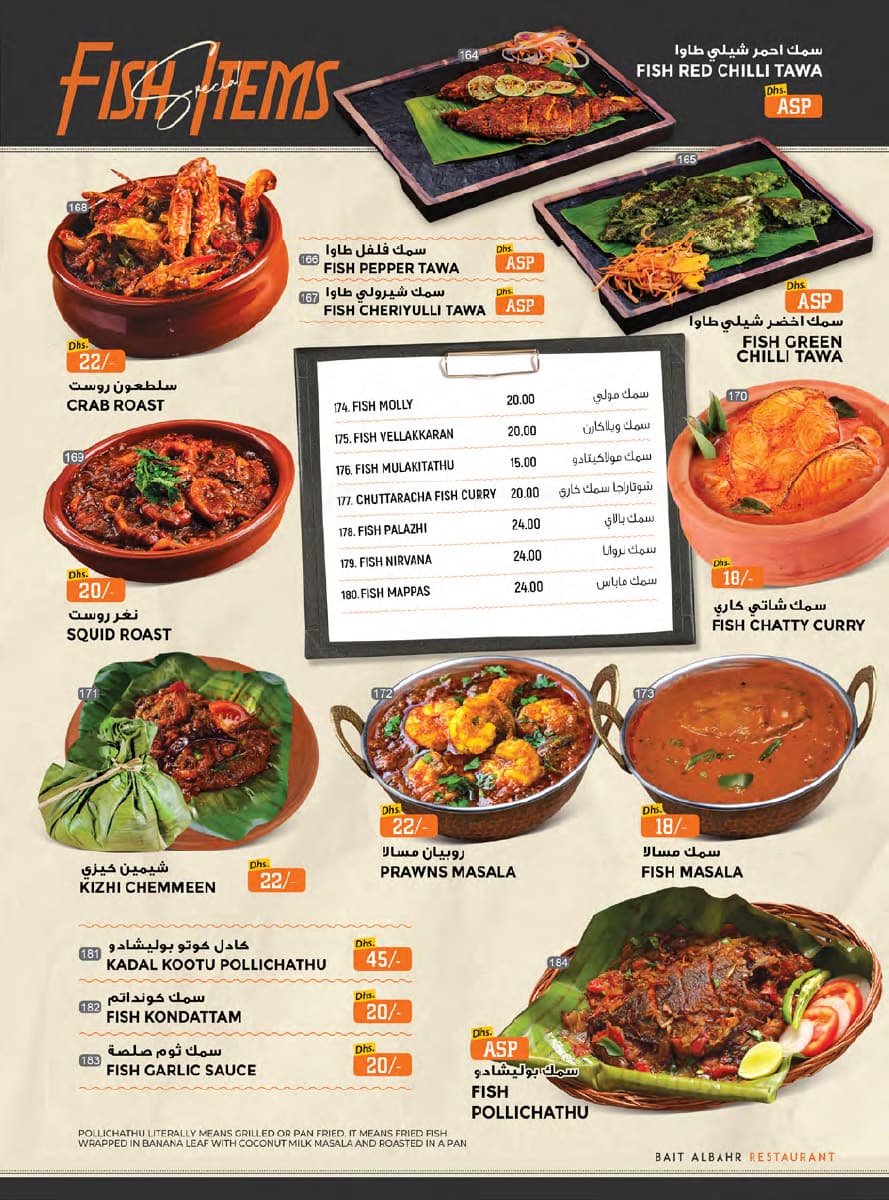 FISH ITEMS
Special
164
سمك احمر شيلي طاوا
FISH RED CHILLI TAWA
Dhs.
ASP
165
Dhs.
ASP
سمك اخضر شيلي طاوا
FISH GREEN
CHILLI TAWA
166
سمك فلفل طاوا
FISH PEPPER TAWA
Dhs.
ASP
167
سمك شيرولي طاوا
FISH CHERIYULLI TAWA
Dhs.
ASP
168
Dhs.
22/-
سلطعون روست
CRAB ROAST
169
Dhs.
20/-
نغر روست
SQUID ROAST
174. FISH MOLLY 20.00 سمك مولي
175. FISH VELLAKKARAN 20.00 سمك ويلاكارن
176. FISH MULAKITATHU 15.00 سمك مولاكيتادو
177. CHUTTARACHA FISH CURRY 20.00 شوتاراجا سمك كاري
178. FISH PALAZHI 24.00 سمك بالاي
179. FISH NIRVANA 24.00 سمك نروانا
180. FISH MAPPAS 24.00 سمك ماباس
170
Dhs.
18/-
سمك شاتي كاري
FISH CHATTY CURRY
171
شيمين كيزي
KIZHI CHEMMEEN
Dhs.
22/-
172
Dhs.
22/-
روبيان مسالا
PRAWNS MASALA
173
Dhs.
18/-
سمك مسالا
FISH MASALA
181
كادل كوتو بوليشادو
KADAL KOOTU POLLICHATHU
Dhs.
45/-
182
سمك كونداتم
FISH KONDATTAM
Dhs.
20/-
183
سمك ثوم صلصة
FISH GARLIC SAUCE
Dhs.
20/-
184
Dhs.
ASP
سمك بوليشادو
FISH
POLLICHATHU
POLLICHATHU LITERALLY MEANS GRILLED OR PAN FRIED. IT MEANS FRIED FISH
WRAPPED IN BANANA LEAF WITH COCONUT MILK MASALA AND ROASTED IN A PAN
BAIT ALBAHR RESTAURANT